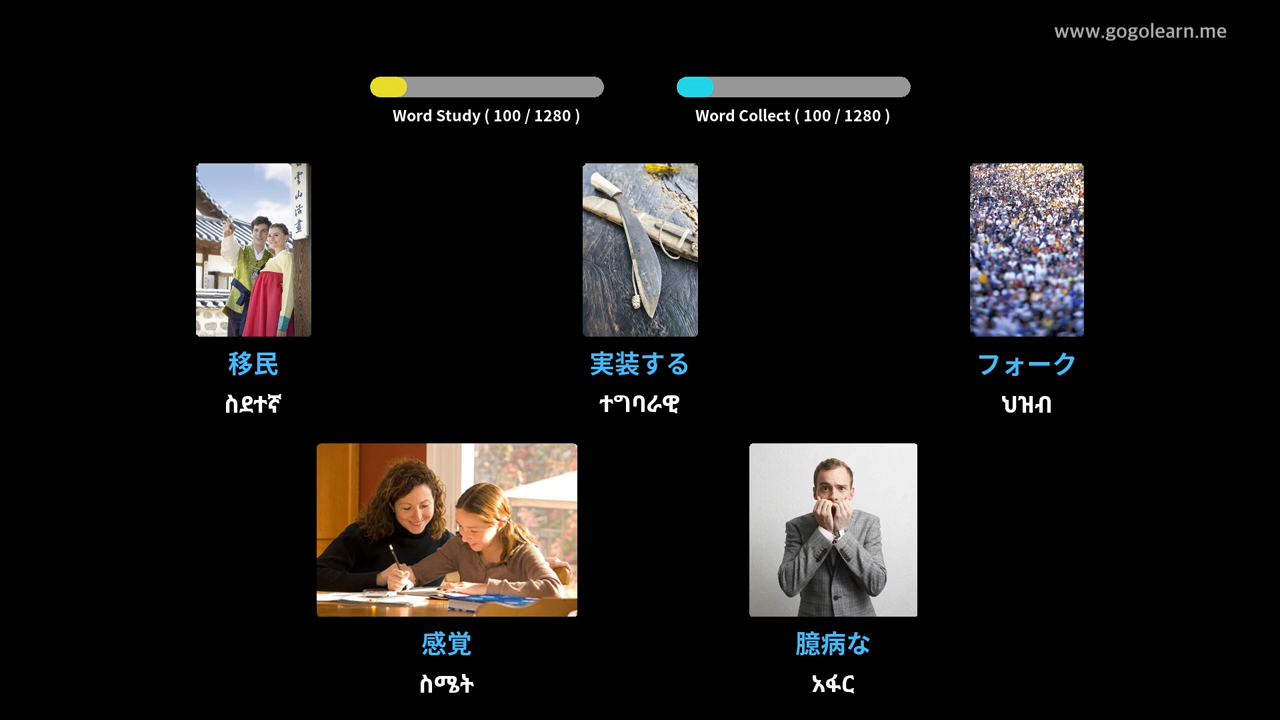 www.gogolearn.me
Word Study ( 100 / 1280 )
Word Collect ( 100 / 1280 )
移民
ስደተኛ
実装する
ተግባራዊ
フォーク
ህዝብ
感覚
ስሜት
臆病な
አፋር